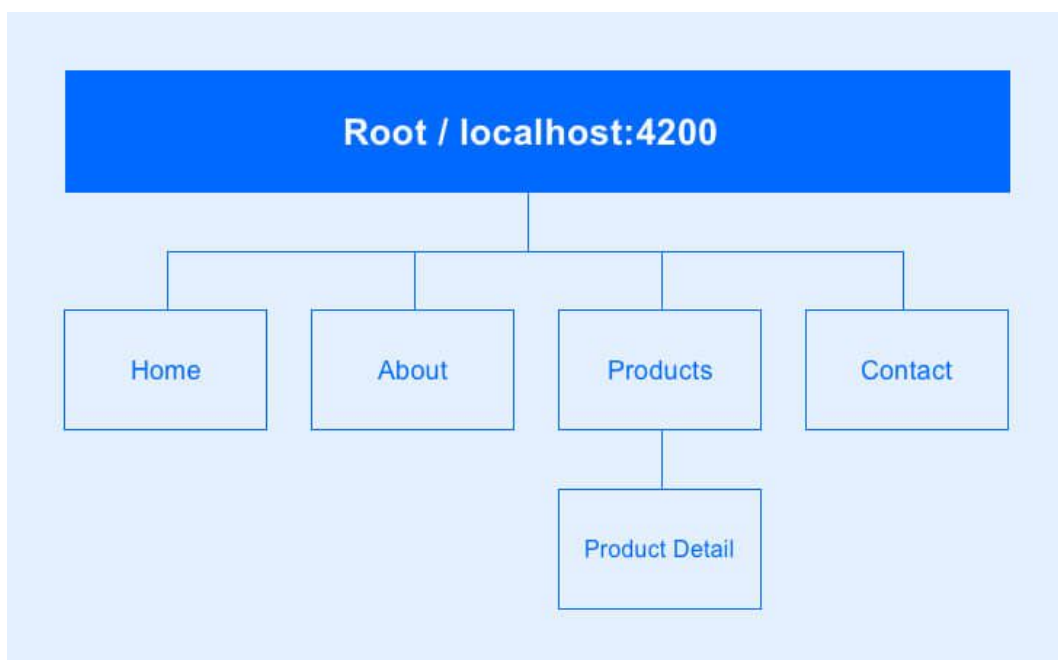 Root / localhost:4200
Home
About
Products
Contact
Product Detail